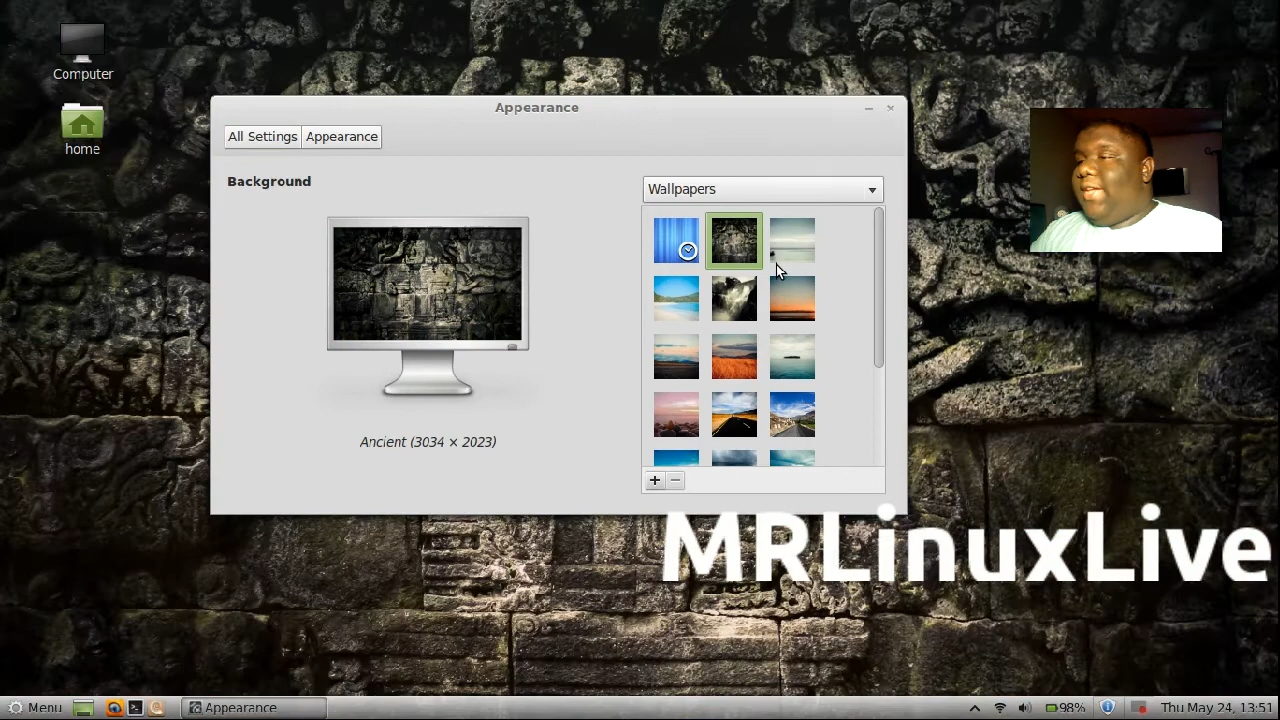 Computer
home
Appearance
All Settings
Appearance
Background
Wallpapers
Ancient (3034 × 2023)
MRLinuxLive
Menu
Appearance
98%
Thu May 24, 13:51